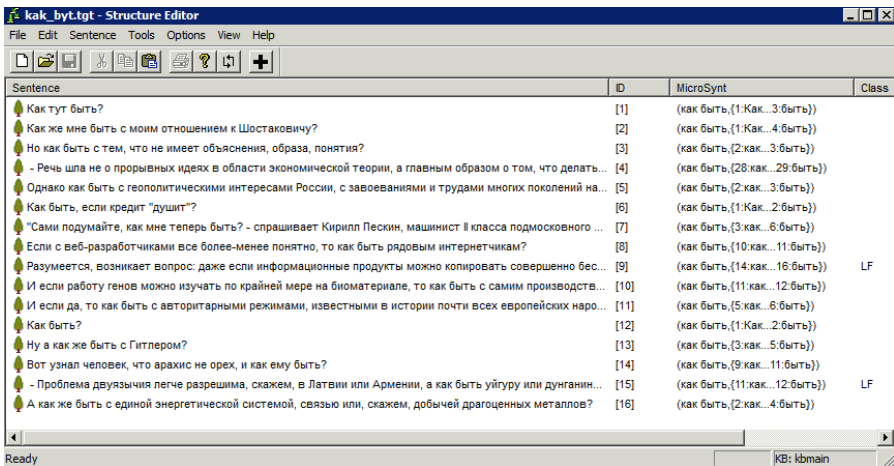 kak_byt.tgt - Structure Editor
File Edit Sentence Tools Options View Help
Sentence ID MicroSynt Class
Как тут быть? [1] (как быть,{1:Как...3:быть})
Как же мне быть с моим отношением к Шостаковичу? [2] (как быть,{1:Как...4:быть})
Но как быть с тем, что не имеет объяснения, образа, понятия? [3] (как быть,{2:как...3:быть})
- Речь шла не о прорывных идеях в области экономической теории, а главным образом о том, что делать... [4] (как быть,{28:как...29:быть})
Однако как быть с геополитическими интересами России, с завоеваниями и трудами многих поколений на... [5] (как быть,{2:как...3:быть})
Как быть, если кредит "душит"? [6] (как быть,{1:Как...2:быть})
"Сами подумайте, как мне теперь быть? - спрашивает Кирилл Пескин, машинист II класса подмосковного ... [7] (как быть,{3:как...6:быть})
Если с веб-разработчиками все более-менее понятно, то как быть рядовым интернетчикам? [8] (как быть,{10:как...11:быть})
Разумеется, возникает вопрос: даже если информационные продукты можно копировать совершенно бес... [9] (как быть,{14:как...16:быть}) LF
И если работу генов можно изучать по крайней мере на биоматериале, то как быть с самим производств... [10] (как быть,{11:как...12:быть})
И если да, то как быть с авторитарными режимами, известными в истории почти всех европейских наро... [11] (как быть,{5:как...6:быть})
Как быть? [12] (как быть,{1:Как...2:быть})
Ну а как же быть с Гитлером? [13] (как быть,{3:как...5:быть})
Вот узнал человек, что арахис не орех, и как ему быть? [14] (как быть,{9:как...11:быть})
- Проблема двуязычия легче разрешима, скажем, в Латвии или Армении, а как быть уйгуру или дунганин... [15] (как быть,{11:как...12:быть}) LF
А как же быть с единой энергетической системой, связью или, скажем, добычей драгоценных металлов? [16] (как быть,{2:как...4:быть})
Ready KB: kbmain